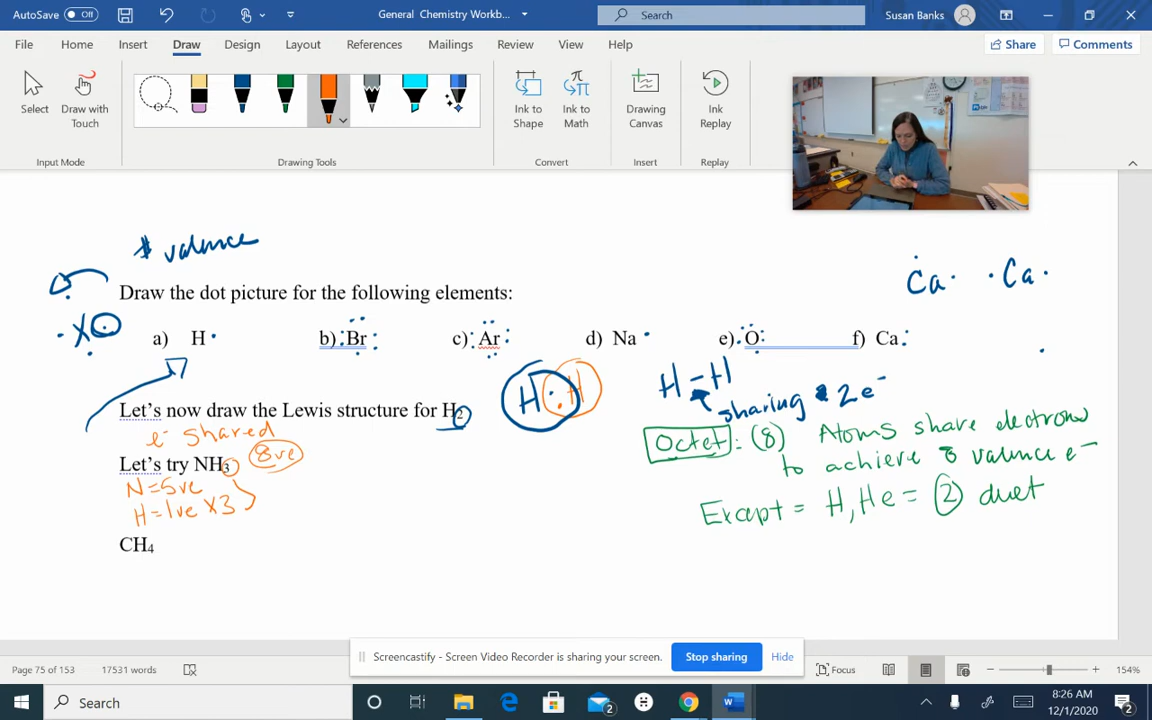 AutoSave Off
General Chemistry Workb...
Search
Susan Banks
File Home Insert Draw Design Layout References Mailings Review View Help
Share Comments
Select
Draw with Touch
Ink to Shape
Ink to Math
Drawing Canvas
Ink Replay
Input Mode
Drawing Tools
Convert
Insert
Replay
* valence
Ca Ca
Draw the dot picture for the following elements:
X
a) H b) Br c) Ar d) Na e) O f) Ca
H H
H - H
sharing 2e-
Let's now draw the Lewis structure for H2
e- shared
8ve
Let's try NH3
N=5ve
H=1ve X3
CH4
Octet: (8) Atoms share electrons
to achieve 8 valence e-
Except = H, He = 2 duet
Screencastify - Screen Video Recorder is sharing your screen.
Stop sharing
Hide
Page 75 of 153 17531 words
Focus
154%
Search
2
8:26 AM
12/1/2020
2